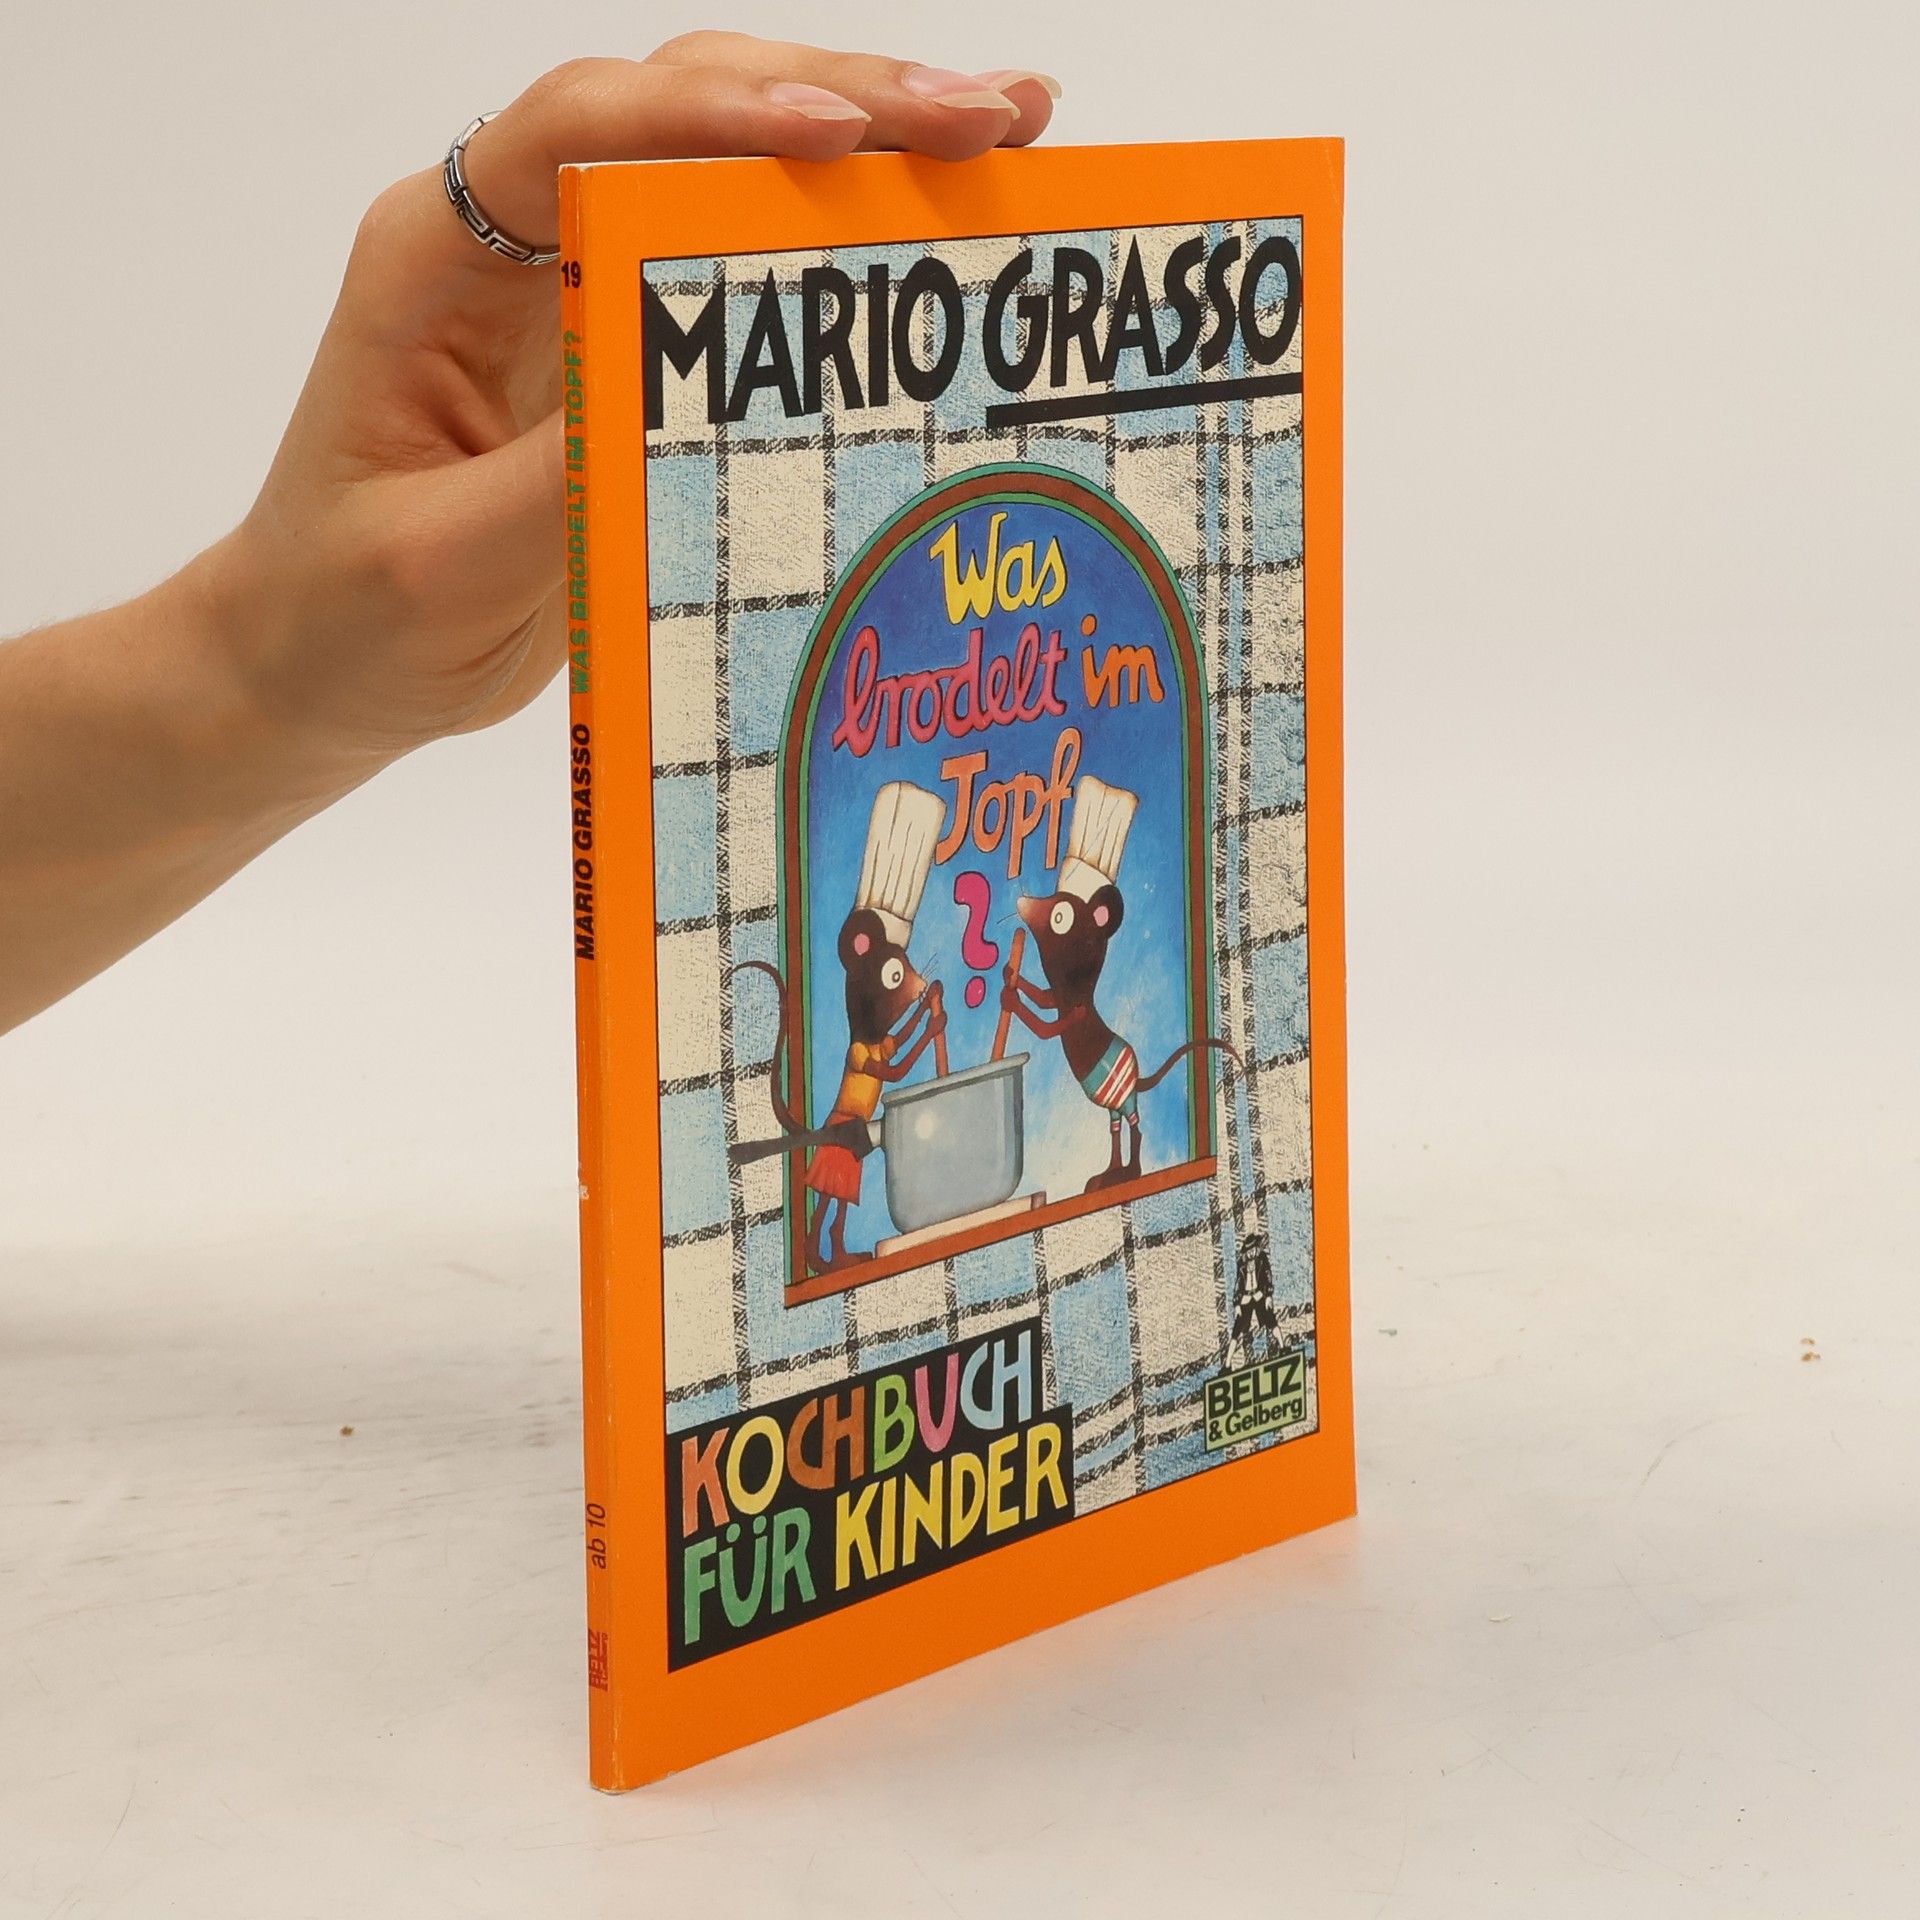 MARIO GRASSO
Was
brodelt im
Topf
?
KOCHBUCH
FÜR KINDER
BELTZ
& Gelberg
19
WAS BRODELT IM TOPF?
MARIO GRASSO
ab 10
BELTZ